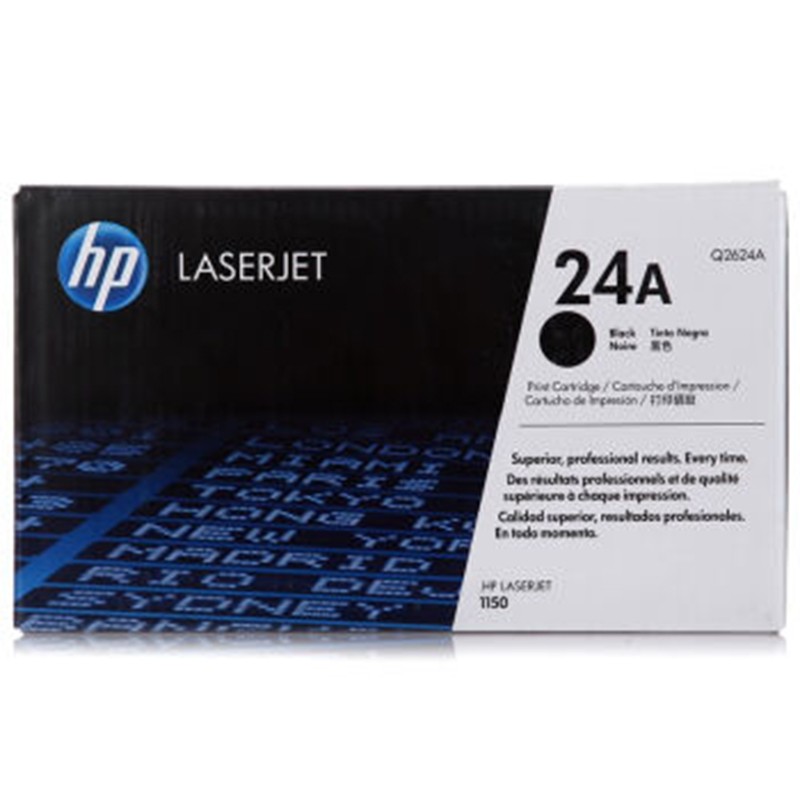 hp LASERJET
24A
Q2624A
Black Tinta Negra
Noire 黑色
Print Cartridge / Cartouche d'impression /
Cartucho de Impresión / 打印硒鼓
Superior, professional results. Every time.
Des résultats professionnels et de qualité
supérieure à chaque impression.
Calidad superior, resultados profesionales.
En todo momento.
HP LASERJET
1150
LONDON
MIAMI
PARIS
TOKYO
HONG
NEW YOR
MADRID
RIO DE
SYDNEY